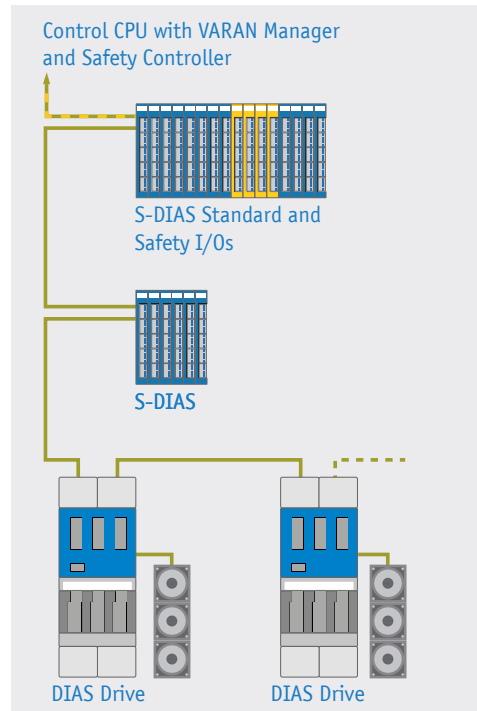 Control CPU with VARAN Manager
and Safety Controller
S-DIAS Standard and
Safety I/Os
S-DIAS
DIAS Drive
DIAS Drive